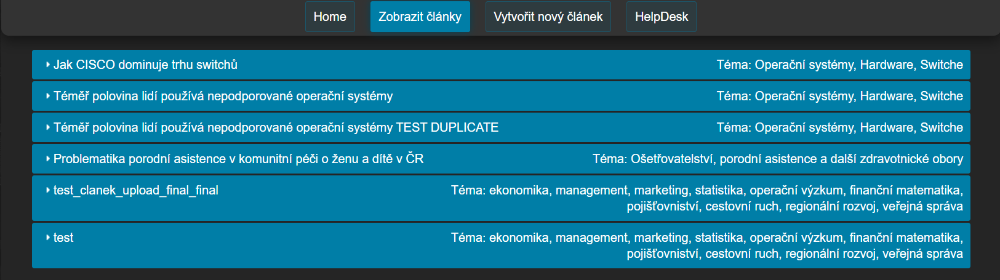 Home Zobrazit články Vytvořit nový článek HelpDesk
Jak CISCO dominuje trhu switchů Téma: Operační systémy, Hardware, Switche
Téměř polovina lidí používá nepodporované operační systémy Téma: Operační systémy, Hardware, Switche
Téměř polovina lidí používá nepodporované operační systémy TEST DUPLICATE Téma: Operační systémy, Hardware, Switche
Problematika porodní asistence v komunitní péči o ženu a dítě v ČR Téma: Ošetřovatelství, porodní asistence a další zdravotnické obory
test_clanek_upload_final_final Téma: ekonomika, management, marketing, statistika, operační výzkum, finanční matematika,
pojišťovniství, cestovní ruch, regionální rozvoj, veřejná správa
test Téma: ekonomika, management, marketing, statistika, operační výzkum, finanční matematika,
pojišťovniství, cestovní ruch, regionální rozvoj, veřejná správa